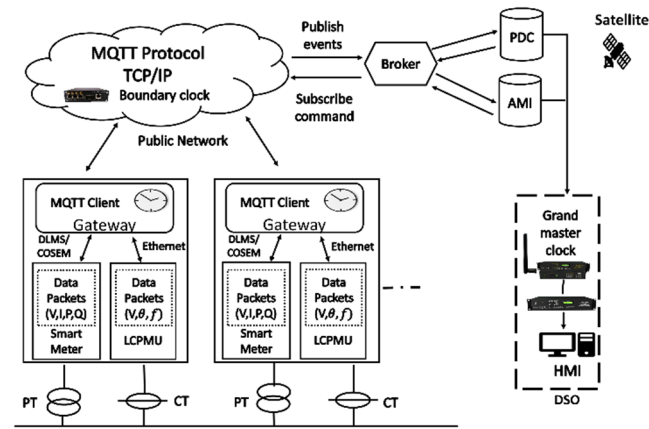 MQTT Protocol
TCP/IP
Boundary clock
Publish
events
Subscribe
command
Broker
PDC
AMI
Satellite
Public Network
MQTT Client
Gateway
DLMS/
COSEM
Ethernet
Data
Packets
(V,I,P,Q)
Smart
Meter
Data
Packets
(V,θ,f)
LCPMU
PT
CT
MQTT Client
Gateway
DLMS/
COSEM
Ethernet
Data
Packets
(V,I,P,Q)
Smart
Meter
Data
Packets
(V,θ,f)
LCPMU
PT
CT
Grand
master
clock
HMI
DSO